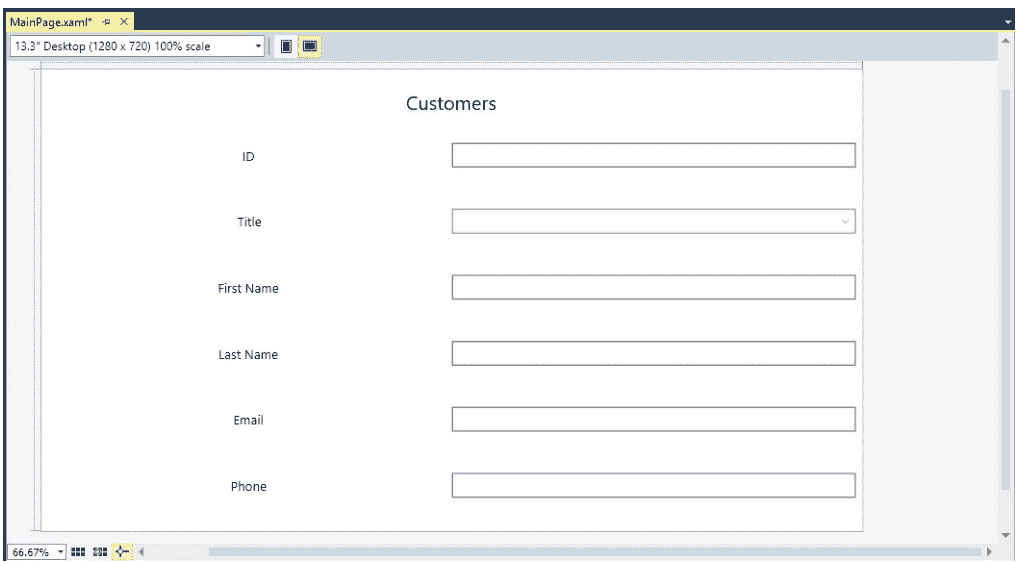 MainPage.xaml*
13.3" Desktop (1280 x 720) 100% scale
Customers
ID
Title
First Name
Last Name
Email
Phone
66.67%